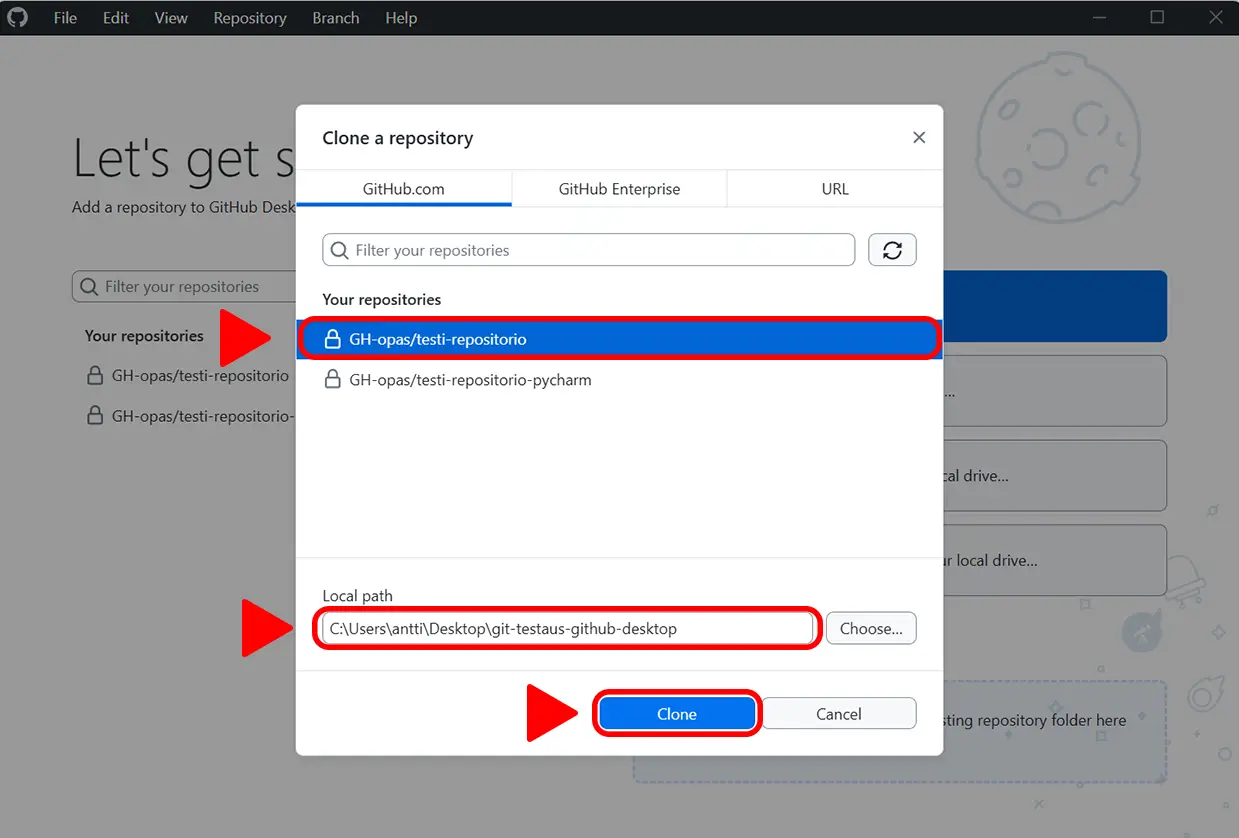 File Edit View Repository Branch Help
Let's get s
Add a repository to GitHub Desk
Filter your repositories
Your repositories
GH-opas/testi-repositorio
GH-opas/testi-repositorio-
Clone a repository
GitHub.com GitHub Enterprise URL
Filter your repositories
Your repositories
GH-opas/testi-repositorio
GH-opas/testi-repositorio-pycharm
Local path
C:\Users\antti\Desktop\git-testaus-github-desktop
Choose...
Clone Cancel
...
cal drive...
ur local drive...
sting repository folder here